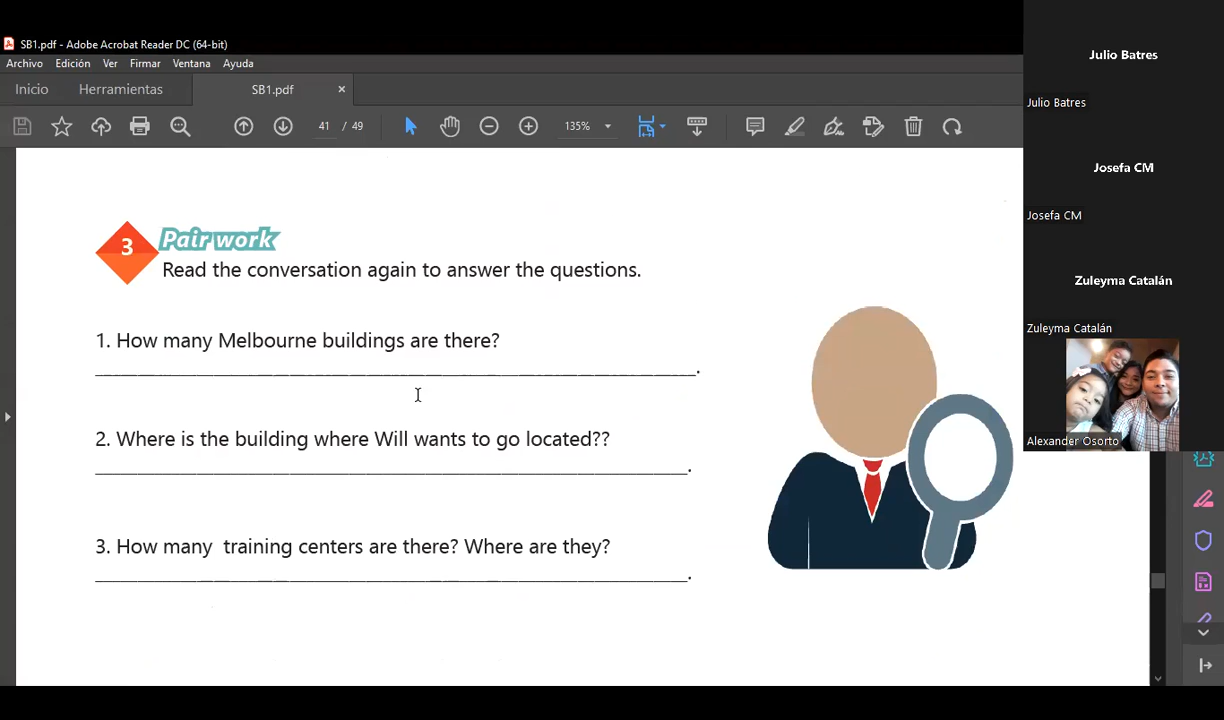 SB1.pdf - Adobe Acrobat Reader DC (64-bit)
Archivo Edición Ver Firmar Ventana Ayuda
Inicio Herramientas SB1.pdf ×
41 / 49 135%
3 Pair work
Read the conversation again to answer the questions.
1. How many Melbourne buildings are there?
2. Where is the building where Will wants to go located??
3. How many training centers are there? Where are they?
Julio Batres
Julio Batres
Josefa CM
Josefa CM
Zuleyma Catalán
Zuleyma Catalán
Alexander Osorto